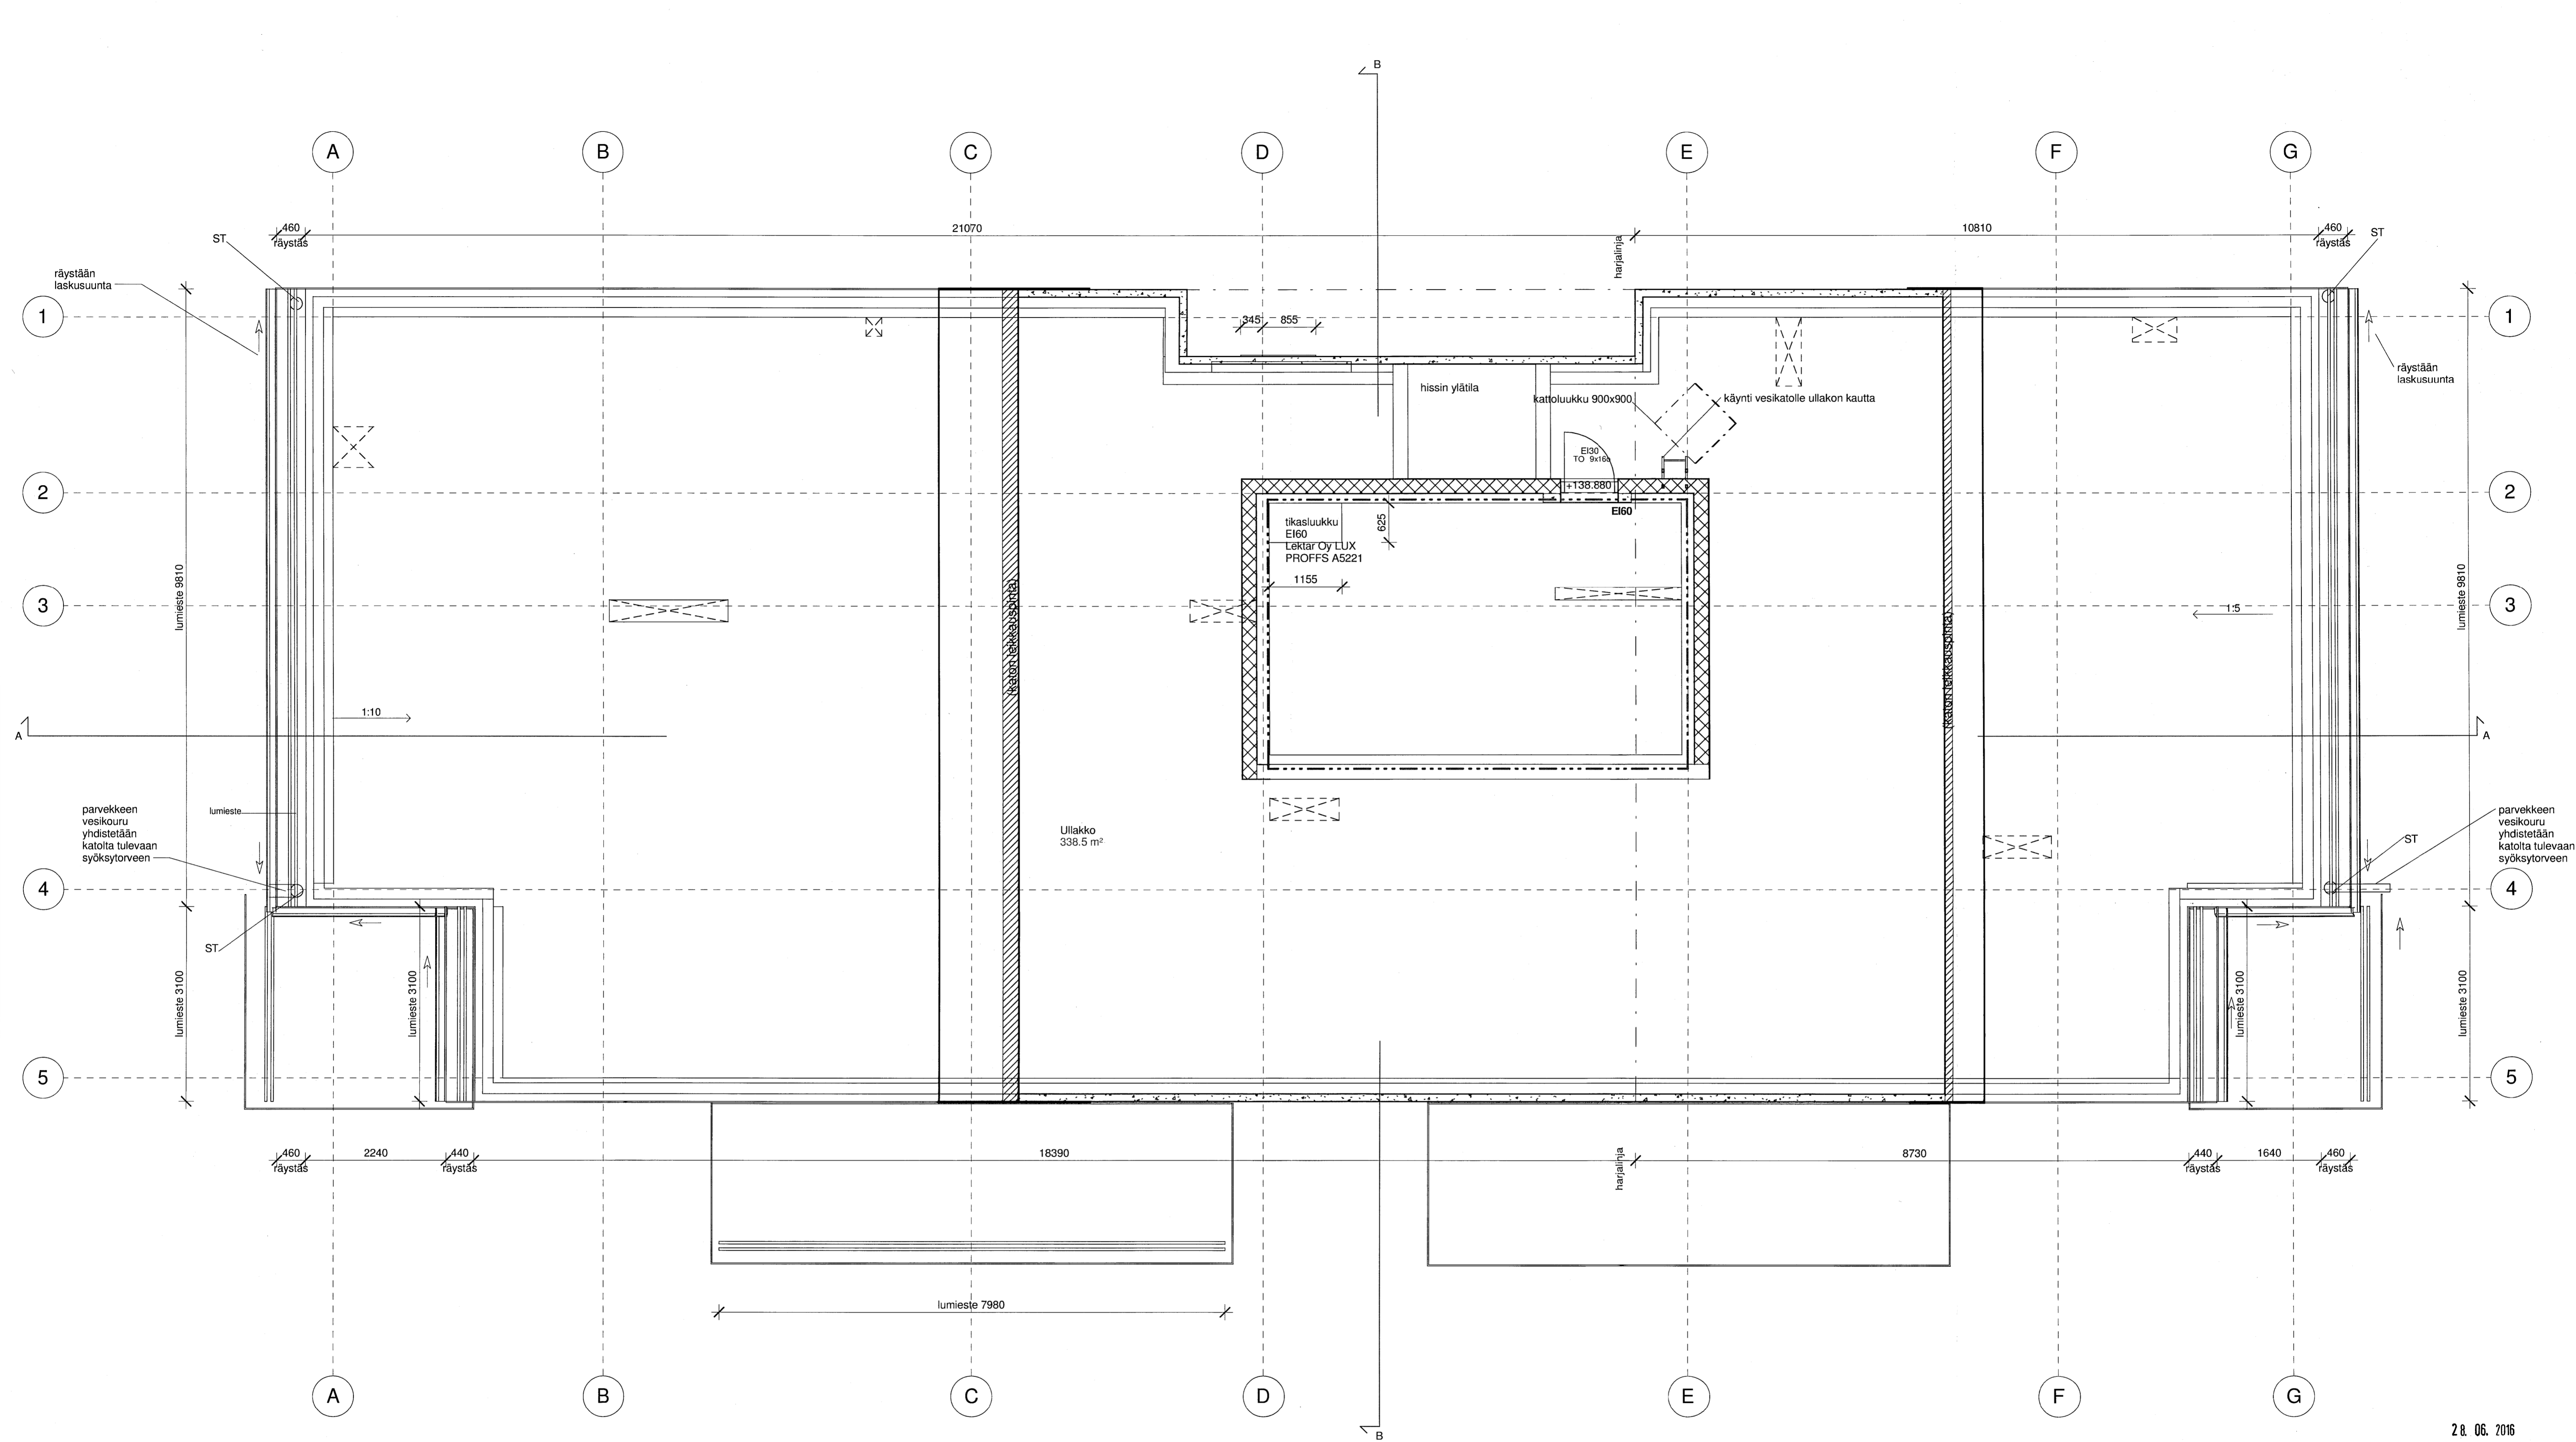 B
A B C D E F G
460 21070 10810 460
räystäs harjalinja räystäs
ST ST
räystään
laskusuunta
1 1
345 855
räystään
laskusuunta
hissin ylätila
kattoluukku 900x900
käynti vesikatolle ullakon kautta
EI30
TO 9x16
2 2
+138.880
EI60
tikasluukku
EI60
Lektar Oy LUX
PROFFS A5221
625
1155
lumieste 9810
lumieste 9810
3 3
1:5
(katon leikkauspinta)
(katon leikkauspinta)
1:10
A A
parvekkeen
vesikouru
yhdistetään
katolta tulevaan
syöksytorveen
lumieste
Ullakko
338.5 m²
parvekkeen
vesikouru
yhdistetään
katolta tulevaan
syöksytorveen
ST
4 4
ST
lumieste 3100
lumieste 3100
lumieste 3100
lumieste 3100
5 5
460 2240 440 18390 8730 440 1640 460
räystäs räystäs harjalinja räystäs räystäs
lumieste 7980
A B C D E F G
B
28. 06. 2016